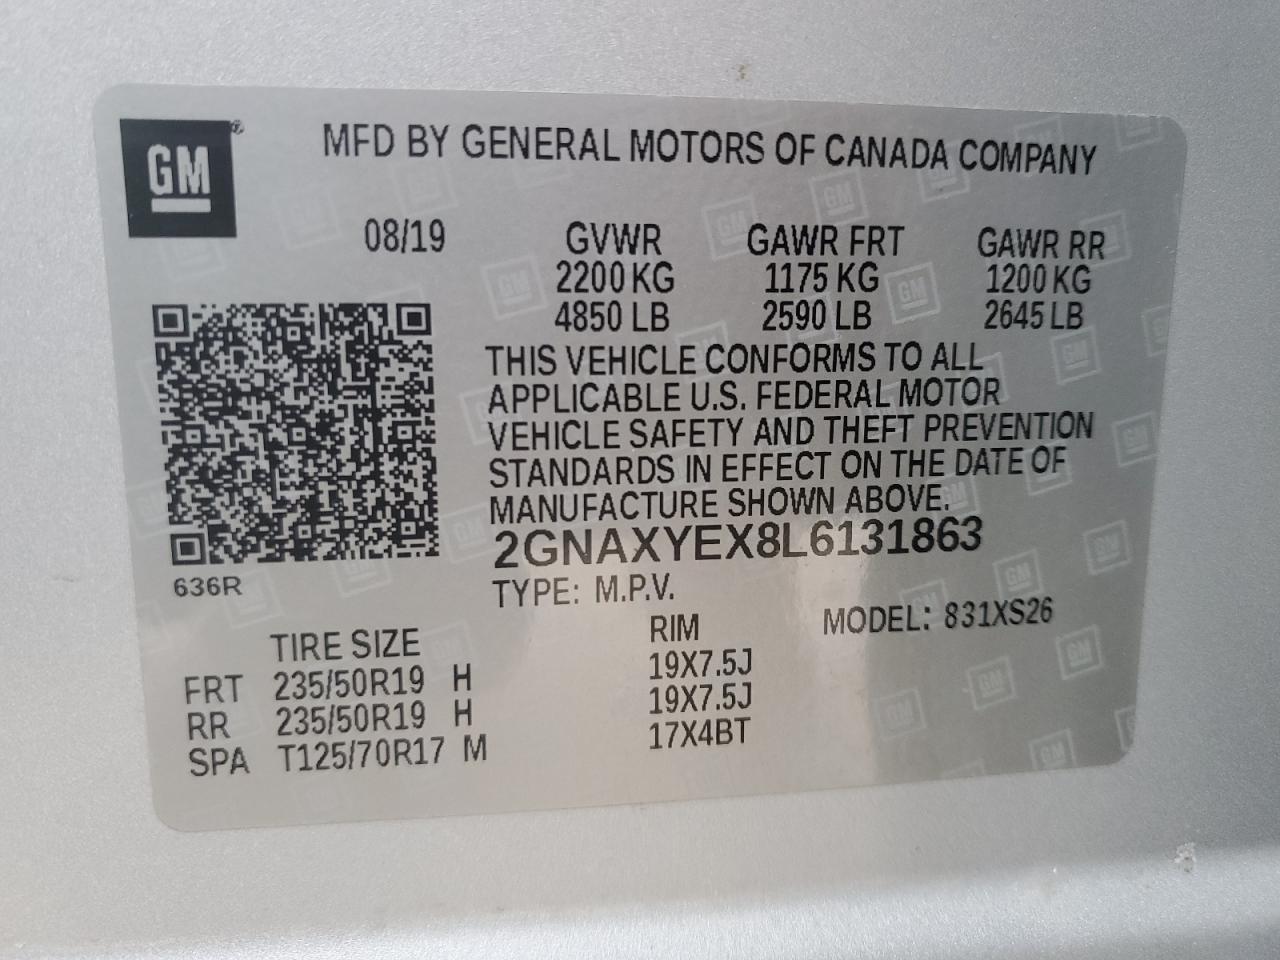 GM®
MFD BY GENERAL MOTORS OF CANADA COMPANY
08/19 GVWR GAWR FRT GAWR RR
2200 KG 1175 KG 1200 KG
4850 LB 2590 LB 2645 LB
THIS VEHICLE CONFORMS TO ALL
APPLICABLE U.S. FEDERAL MOTOR
VEHICLE SAFETY AND THEFT PREVENTION
STANDARDS IN EFFECT ON THE DATE OF
MANUFACTURE SHOWN ABOVE.
2GNAXYEX8L6131863
636R
TYPE: M.P.V. MODEL: 831XS26
TIRE SIZE RIM
FRT 235/50R19 H 19X7.5J
RR 235/50R19 H 19X7.5J
SPA T125/70R17 M 17X4BT